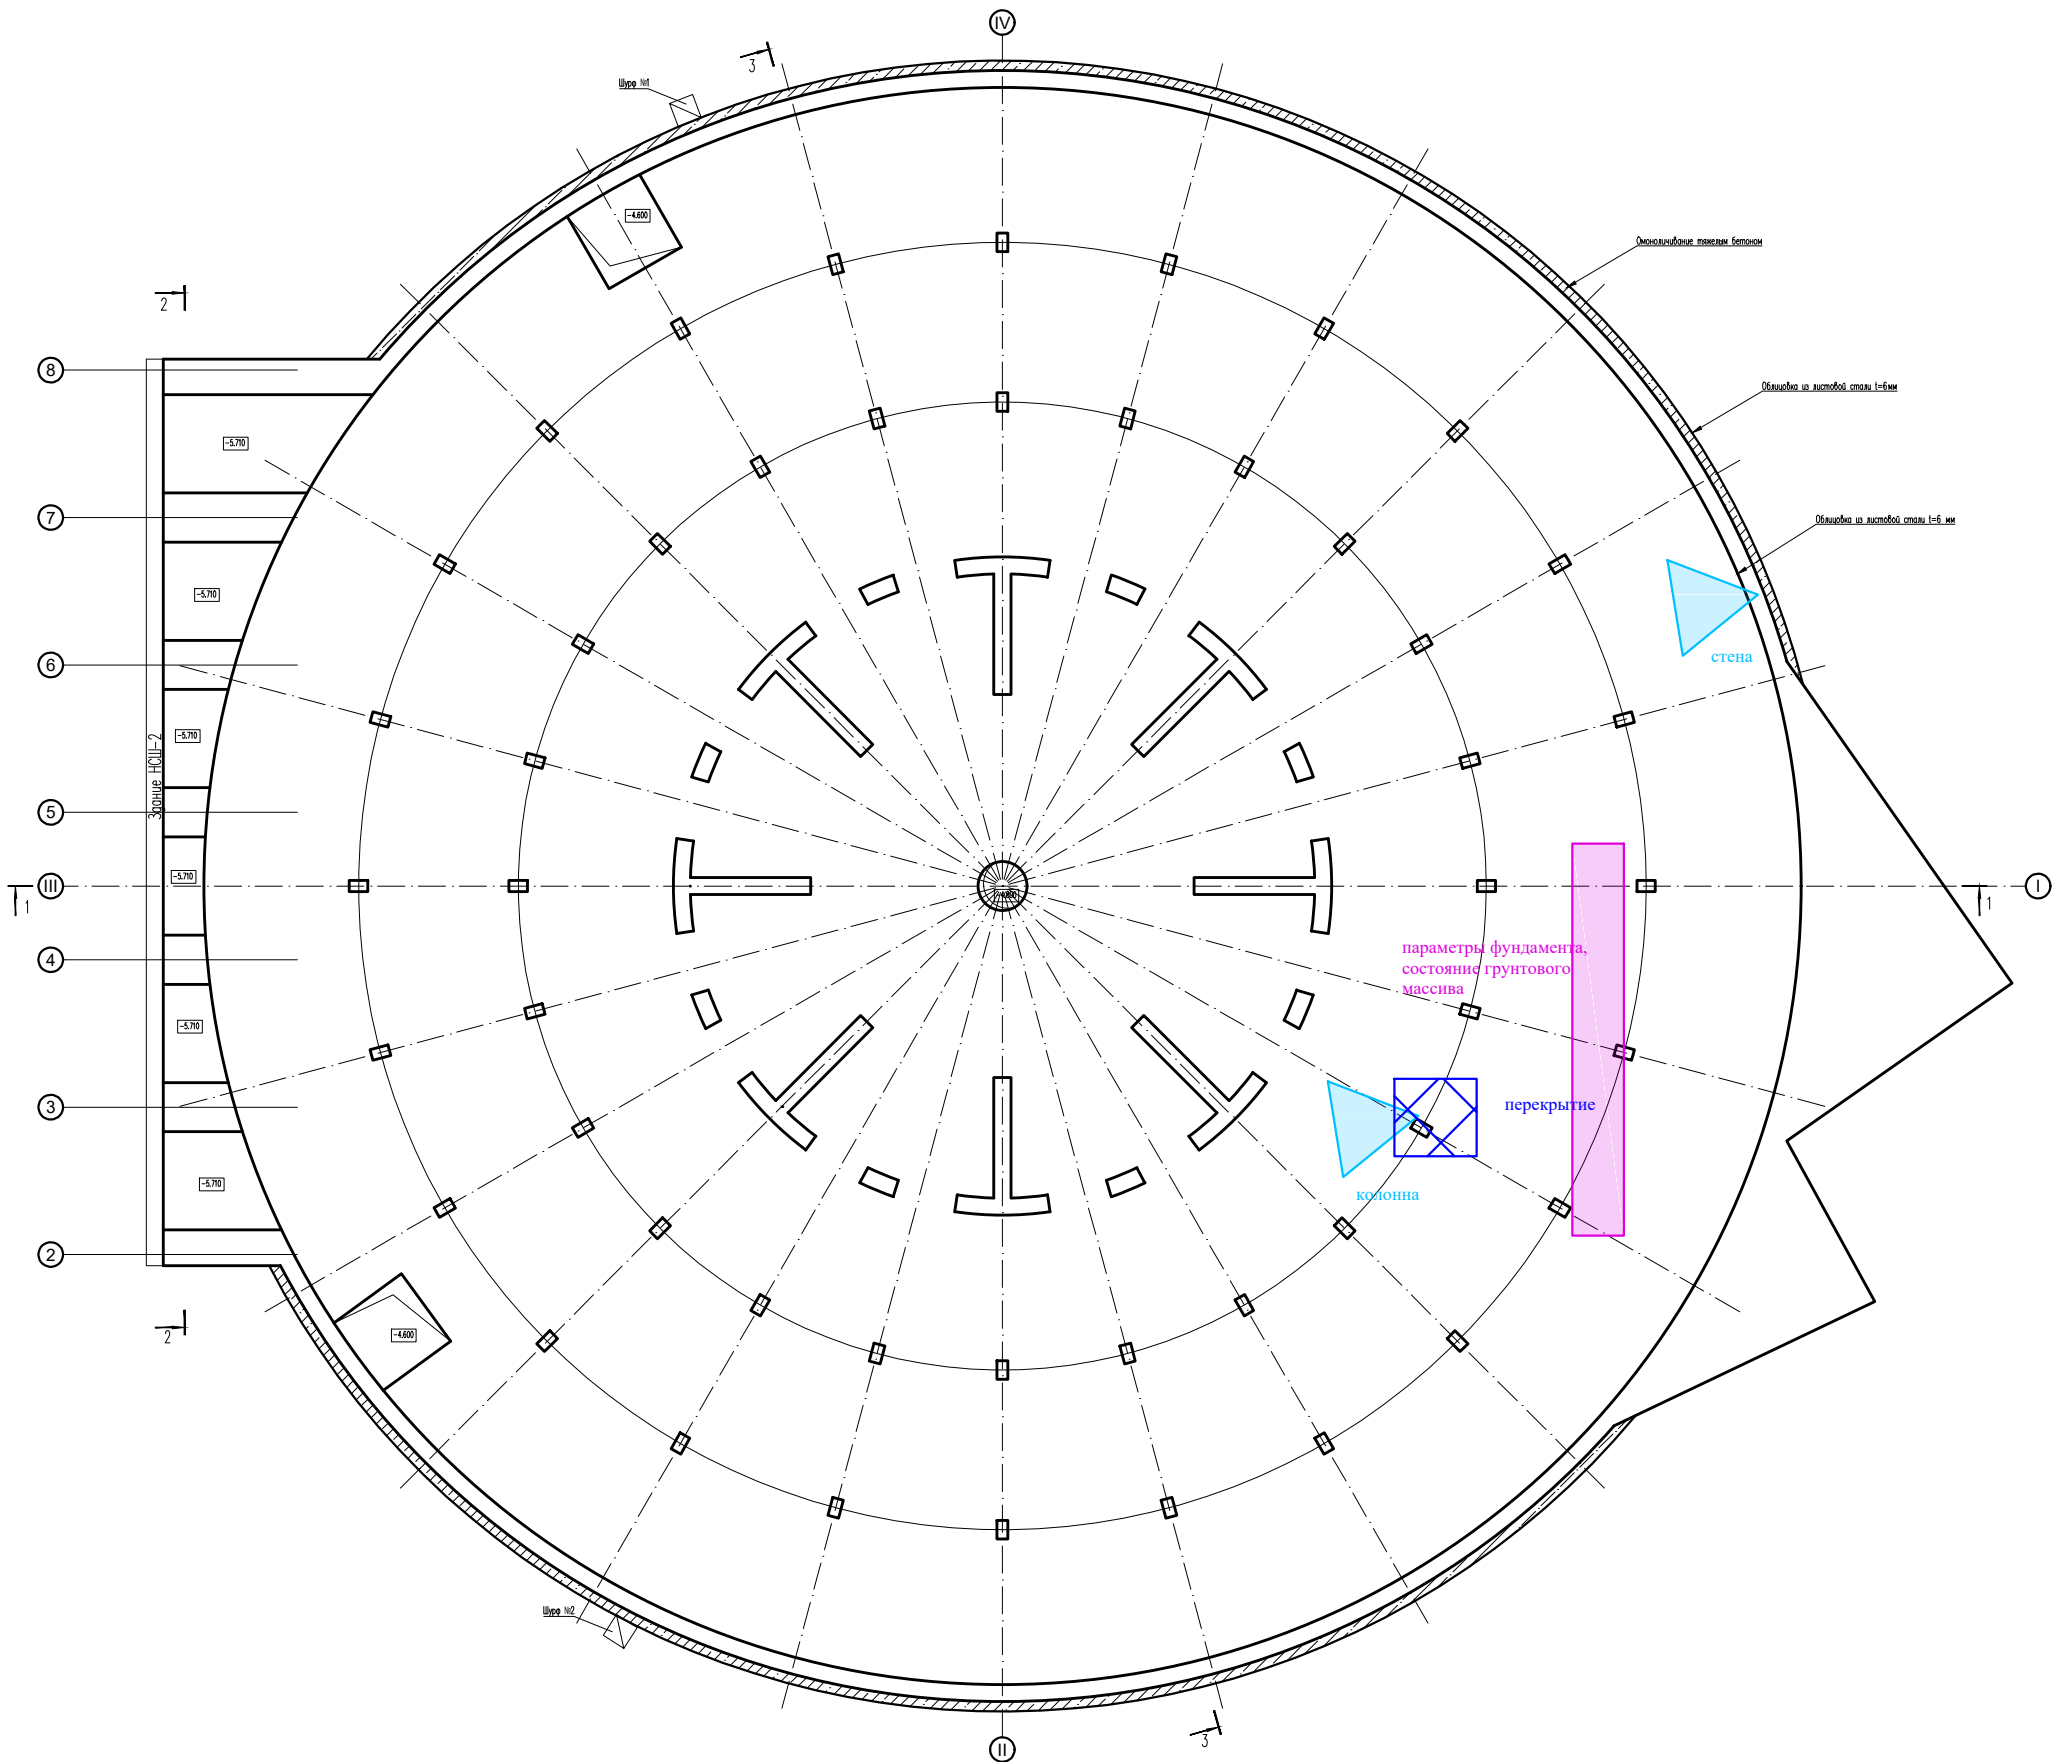 IV
3
Шурф №1
-4.600
Омоноличивание тяжелым бетоном
2
8
Облицовка из листовой стали t=6мм
-5.710
7
Облицовка из листовой стали t=6 мм
-5.710
стена
6
-5.710
Здание НСШ-2
5
-5.710
III
I
1
1
параметры фундамента,
состояние грунтового
массива
4
-5.710
перекрытие
3
-5.710
колонна
2
-4.600
2
Шурф №2
3
II